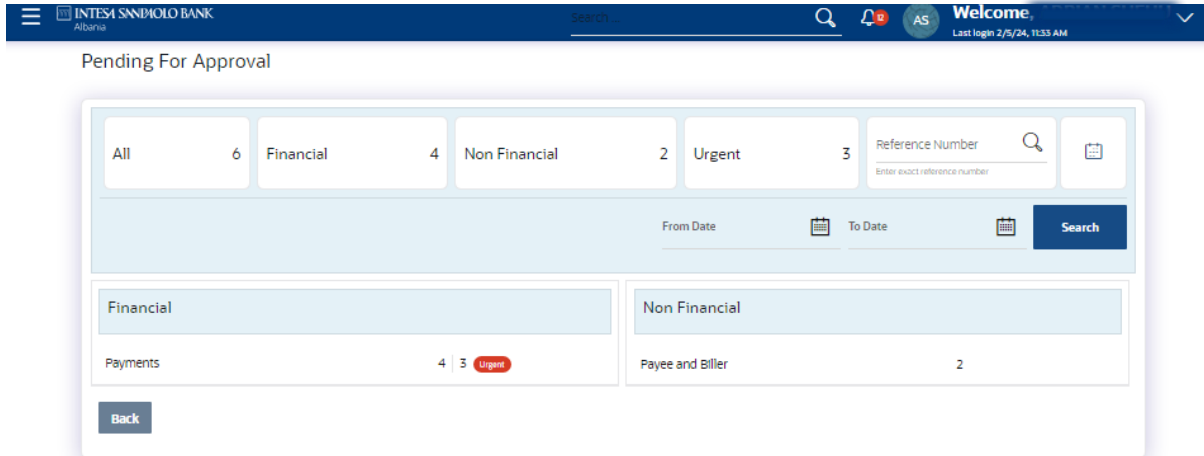 INTESA SANPAOLO BANK
Albania
Search ...
12
AS
Welcome,
Last login 2/5/24, 11:33 AM
Pending For Approval
All 6
Financial 4
Non Financial 2
Urgent 3
Reference Number
Enter exact reference number
From Date
To Date
Search
Financial
Non Financial
Payments 4 3 Urgent
Payee and Biller 2
Back